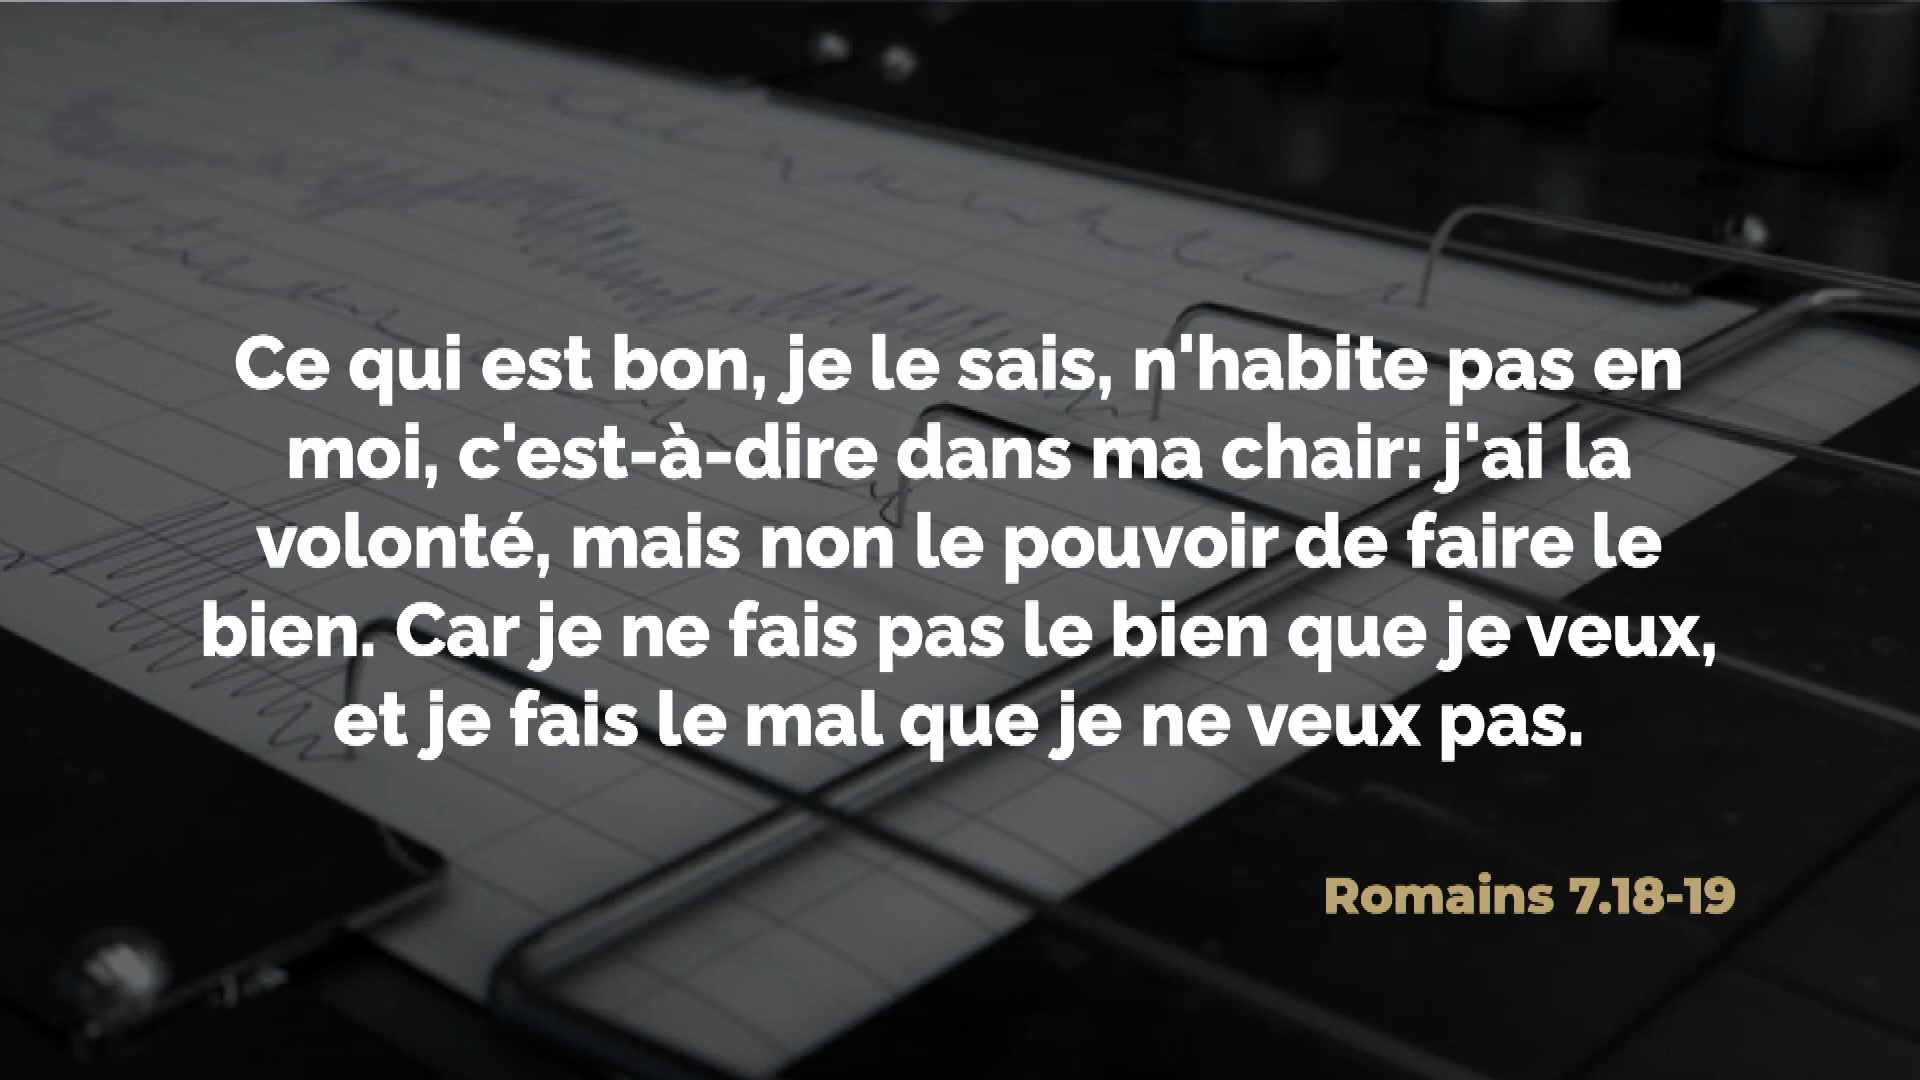 Ce qui est bon, je le sais, n'habite pas en
moi, c'est-à-dire dans ma chair: j'ai la
volonté, mais non le pouvoir de faire le
bien. Car je ne fais pas le bien que je veux,
et je fais le mal que je ne veux pas.
Romains 7.18-19